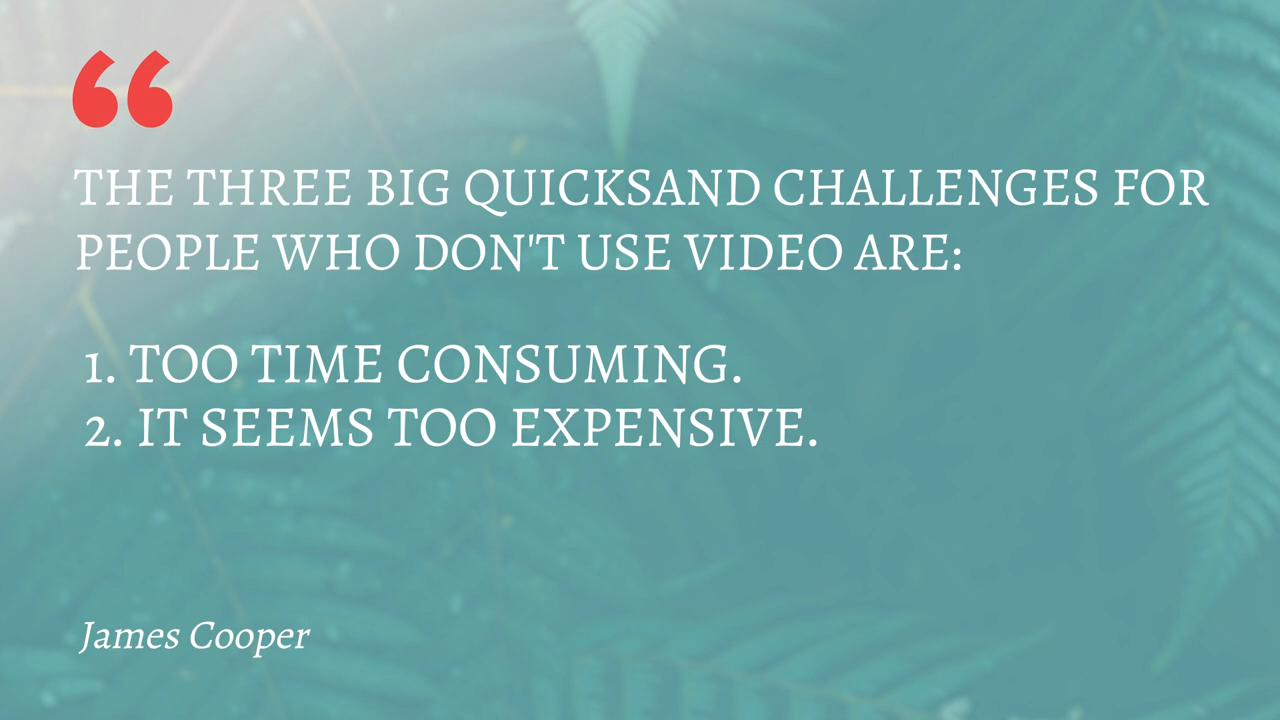 “
THE THREE BIG QUICKSAND CHALLENGES FOR
PEOPLE WHO DON'T USE VIDEO ARE:
1. TOO TIME CONSUMING.
2. IT SEEMS TOO EXPENSIVE.
James Cooper